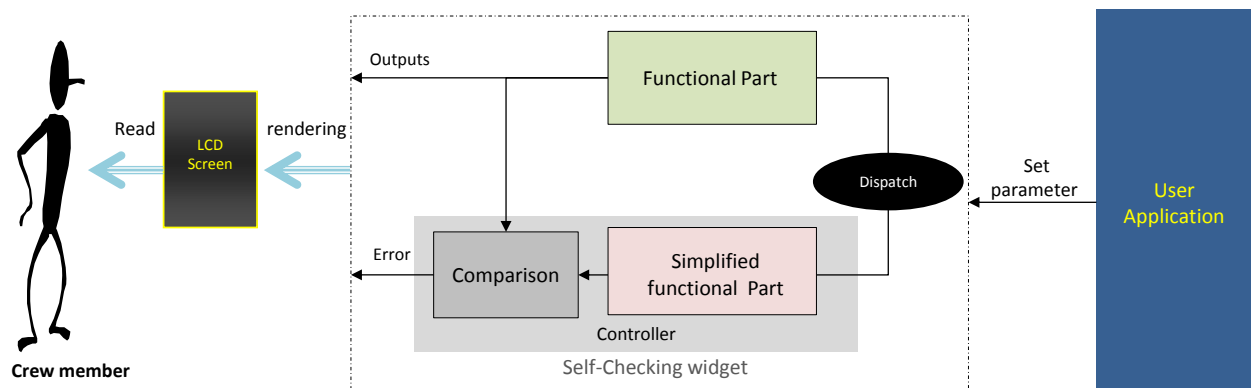 Outputs
Functional Part
Read
LCD
Screen
rendering
Dispatch
Set
parameter
User
Application
Error
Comparison
Simplified
functional Part
Controller
Self-Checking widget
Crew member